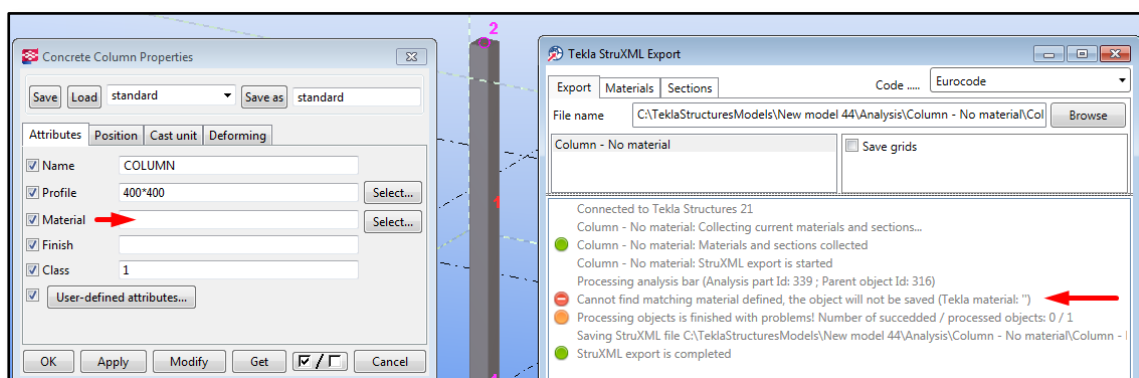 Concrete Column Properties
Save Load standard Save as standard
Attributes Position Cast unit Deforming
Name COLUMN
Profile 400*400 Select...
Material Select...
Finish
Class 1
User-defined attributes...
OK Apply Modify Get / Cancel
2
1
Tekla StruXML Export
Export Materials Sections Code ..... Eurocode
File name C:\TeklaStructuresModels\New model 44\Analysis\Column - No material\Col Browse
Column - No material Save grids
Connected to Tekla Structures 21
Column - No material: Collecting current materials and sections...
Column - No material: Materials and sections collected
Column - No material: StruXML export is started
Processing analysis bar (Analysis part Id: 339 ; Parent object Id: 316)
Cannot find matching material defined, the object will not be saved (Tekla material: '')
Processing objects is finished with problems! Number of succedded / processed objects: 0 / 1
Saving StruXML file C:\TeklaStructuresModels\New model 44\Analysis\Column - No material\Column -
StruXML export is completed